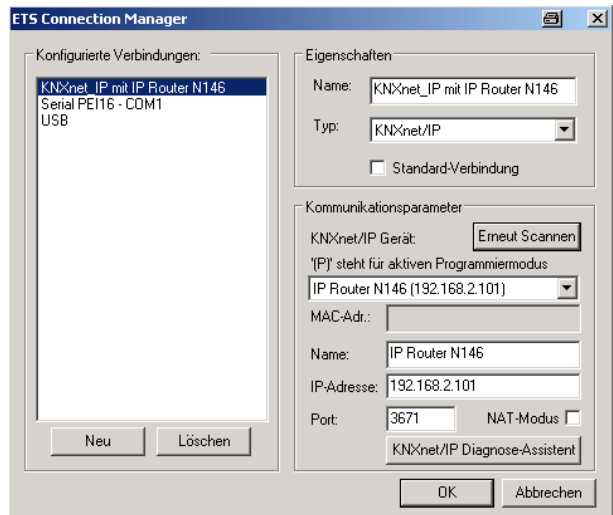 ETS Connection Manager
Konfigurierte Verbindungen:
KNXnet_IP mit IP Router N146
Serial PEI16 - COM1
USB
Neu
Löschen
Eigenschaften
Name: KNXnet_IP mit IP Router N146
Typ: KNXnet/IP
Standard-Verbindung
Kommunikationsparameter
KNXnet/IP Gerät: Erneut Scannen
'(P)' steht für aktiven Programmiermodus
IP Router N146 (192.168.2.101)
MAC-Adr.:
Name: IP Router N146
IP-Adresse: 192.168.2.101
Port: 3671 NAT-Modus
KNXnet/IP Diagnose-Assistent
OK
Abbrechen